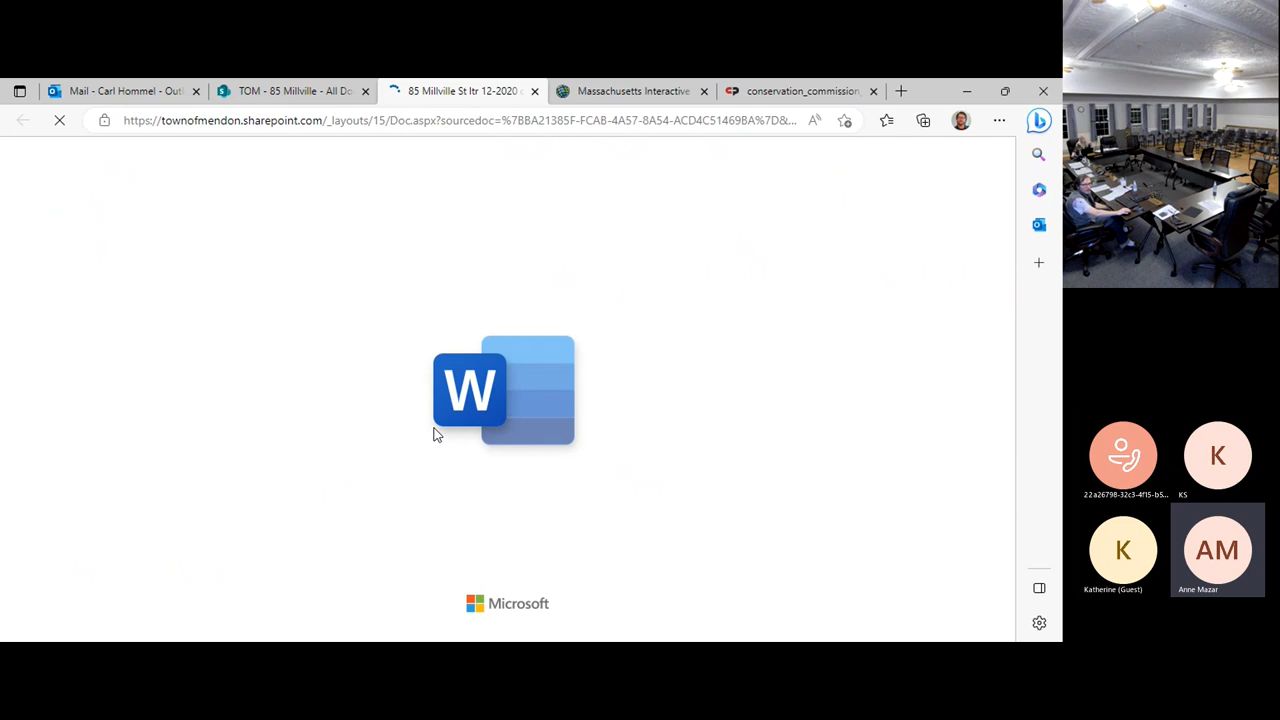 Mail - Carl Hommel - Outl
TOM - 85 Millville - All Do
85 Millville St ltr 12-2020
Massachusetts Interactive
conservation_commission_
https://townofmendon.sharepoint.com/_layouts/15/Doc.aspx?sourcedoc=%7BBA21385F-FCAB-4A57-8A54-ACD4C51469BA%7D&...
W
Microsoft
K
22a26798-32c3-4f15-b5...
KS
K
AM
Katherine (Guest)
Anne Mazar